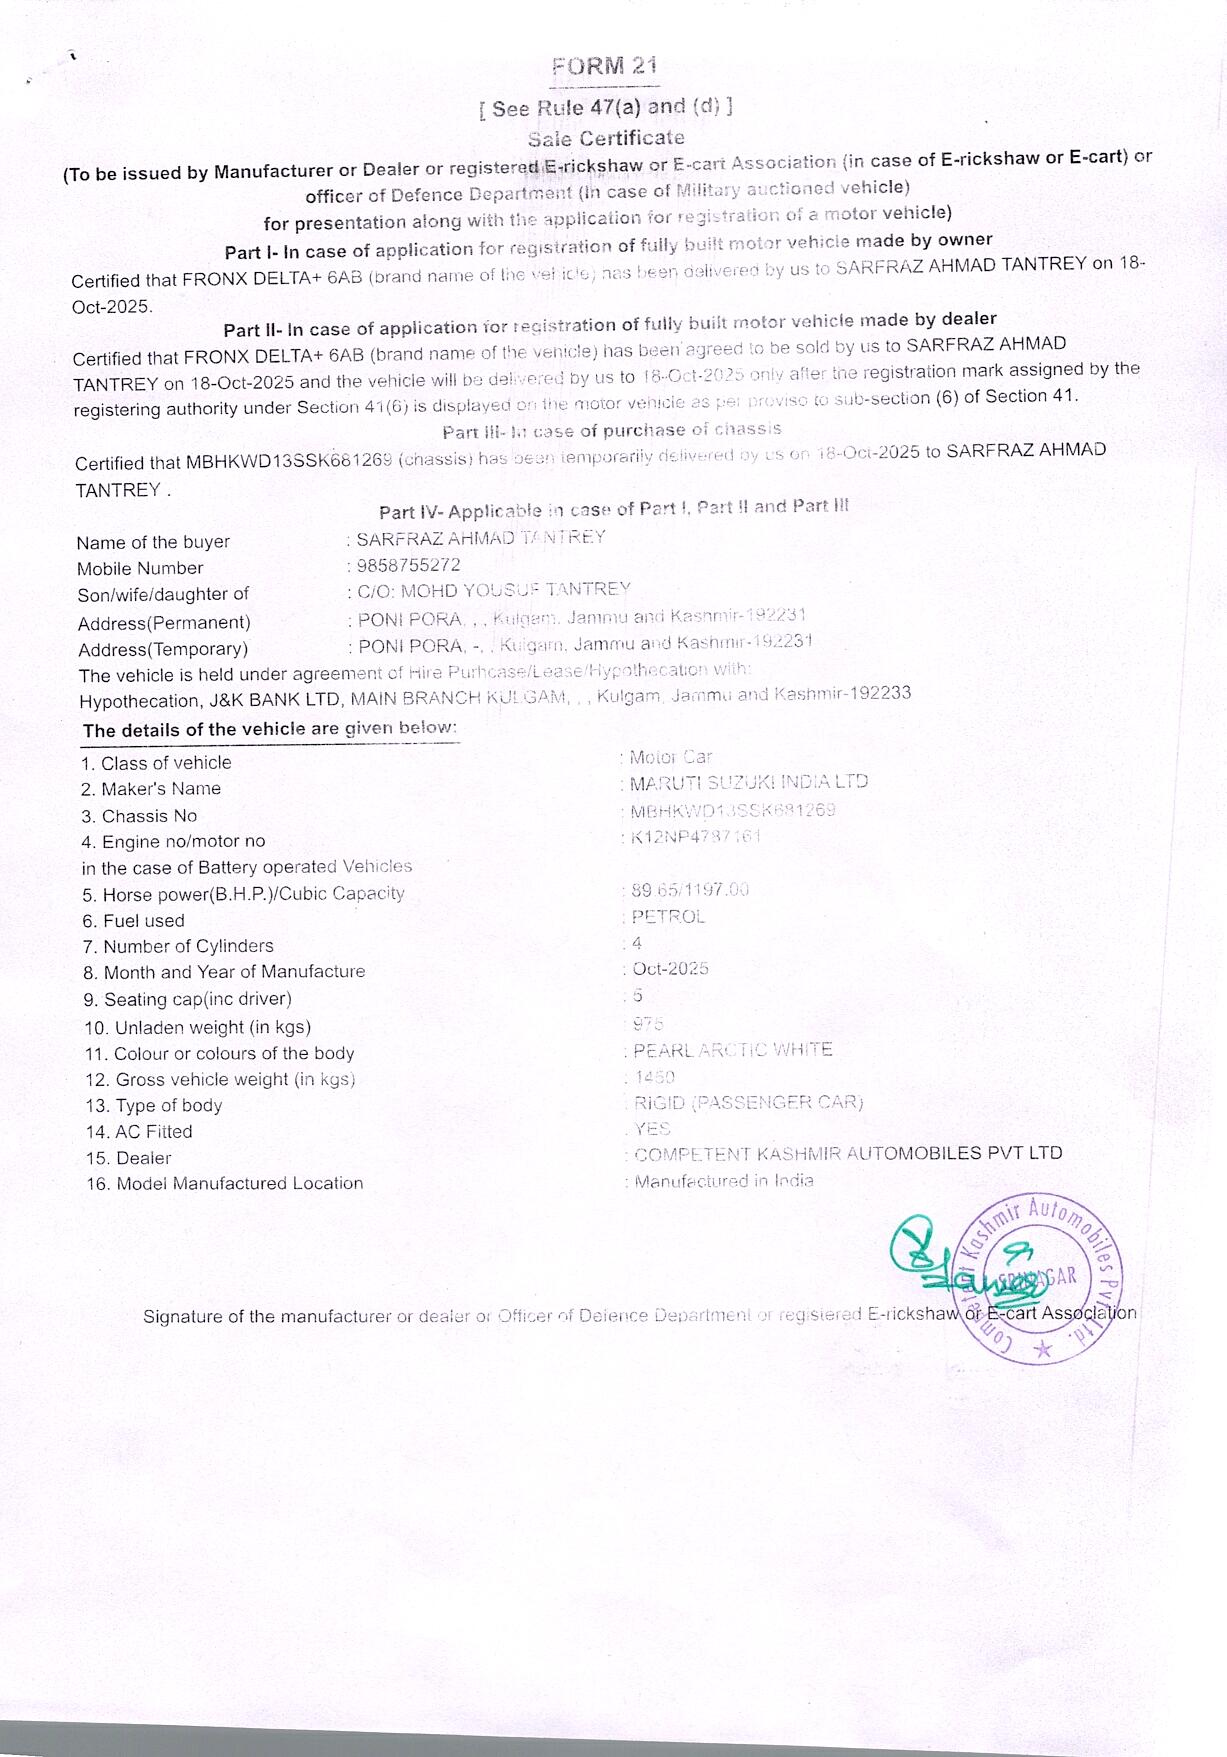 FORM 21
[ See Rule 47(a) and (d) ]
Sale Certificate
(To be issued by Manufacturer or Dealer or registered E-rickshaw or E-cart Association (in case of E-rickshaw or E-cart) or
officer of Defence Department (in case of Military auctioned vehicle)
for presentation along with the application for registration of a motor vehicle)
Part I- In case of application for registration of fully built motor vehicle made by owner
Certified that FRONX DELTA+ 6AB (brand name of the vehicle) has been delivered by us to SARFRAZ AHMAD TANTREY on 18-
Oct-2025.
Part II- In case of application for registration of fully built motor vehicle made by dealer
Certified that FRONX DELTA+ 6AB (brand name of the vehicle) has been agreed to be sold by us to SARFRAZ AHMAD
TANTREY on 18-Oct-2025 and the vehicle will be delivered by us to 18-Oct-2025 only after the registration mark assigned by the
registering authority under Section 41(6) is displayed on the motor vehicle as per proviso to sub-section (6) of Section 41.
Part III- In case of purchase of chassis
Certified that MBHKWD13SSK681269 (chassis) has been temporarily delivered by us on 18-Oct-2025 to SARFRAZ AHMAD
TANTREY .
Part IV- Applicable in case of Part I, Part II and Part III
Name of the buyer : SARFRAZ AHMAD TANTREY
Mobile Number : 9858755272
Son/wife/daughter of : C/O: MOHD YOUSUF TANTREY
Address(Permanent) : PONI PORA, , , Kulgam, Jammu and Kashmir-192231
Address(Temporary) : PONI PORA, -, , Kulgam, Jammu and Kashmir-192231
The vehicle is held under agreement of Hire Purhcase/Lease/Hypothecation with:
Hypothecation, J&K BANK LTD, MAIN BRANCH KULGAM, , , Kulgam, Jammu and Kashmir-192233
The details of the vehicle are given below:
1. Class of vehicle : Motor Car
2. Maker's Name : MARUTI SUZUKI INDIA LTD
3. Chassis No : MBHKWD13SSK681269
4. Engine no/motor no : K12NP4787161
in the case of Battery operated Vehicles
5. Horse power(B.H.P.)/Cubic Capacity : 89.65/1197.00
6. Fuel used : PETROL
7. Number of Cylinders : 4
8. Month and Year of Manufacture : Oct-2025
9. Seating cap(inc driver) : 5
10. Unladen weight (in kgs) : 975
11. Colour or colours of the body : PEARL ARCTIC WHITE
12. Gross vehicle weight (in kgs) : 1450
13. Type of body : RIGID (PASSENGER CAR)
14. AC Fitted : YES
15. Dealer : COMPETENT KASHMIR AUTOMOBILES PVT LTD
16. Model Manufactured Location : Manufactured in India
Competent Kashmir Automobiles Pvt. Ltd.
SRINAGAR
Signature of the manufacturer or dealer or Officer of Defence Department or registered E-rickshaw or E-cart Association